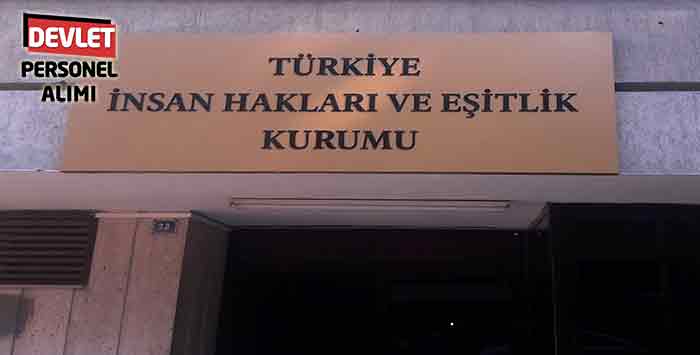 DEVLET
PERSONEL
ALIMI
TÜRKİYE
İNSAN HAKLARI VE EŞİTLİK
KURUMU